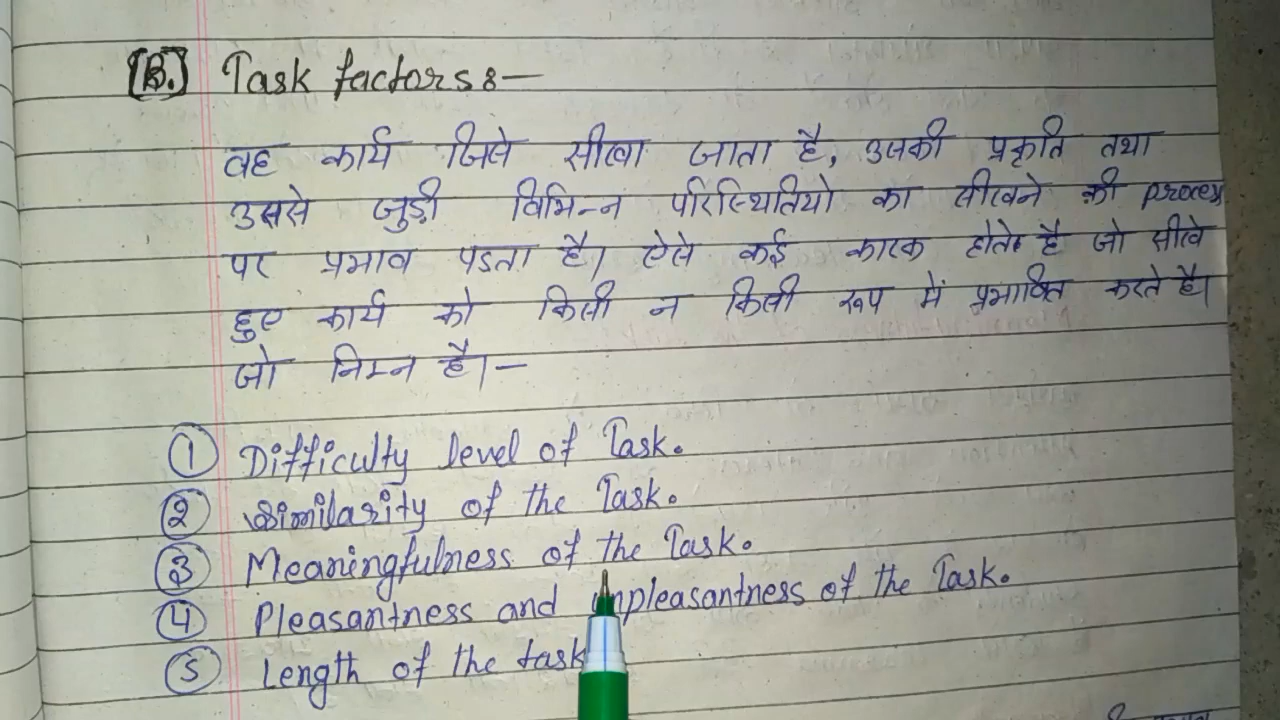 [B.] Task factors :—
वह कार्य जिसे सीखा जाता है, उसकी प्रकृति तथा
उससे जुड़ी विभिन्न परिस्थितियो का सीखने की process
पर प्रभाव पडता है। ऐसे कई कारक होते है जो सीखे
हुए कार्य को किसी न किसी रूप में प्रभावित करते है।
जो निम्न है।—
① Difficulty level of Task.
② Similarity of the Task.
③ Meaningfulness of the Task.
④ Pleasantness and unpleasantness of the Task.
⑤ Length of the task